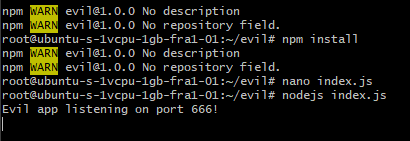 npm WARN evil@1.0.0 No description
npm WARN evil@1.0.0 No repository field.
root@ubuntu-s-1vcpu-1gb-fra1-01:~/evil# npm install
npm WARN evil@1.0.0 No description
npm WARN evil@1.0.0 No repository field.
root@ubuntu-s-1vcpu-1gb-fra1-01:~/evil# nano index.js
root@ubuntu-s-1vcpu-1gb-fra1-01:~/evil# nodejs index.js
Evil app listening on port 666!